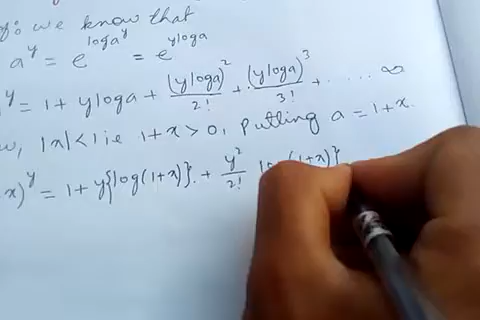 we know that
a^y = e^{log a^y} = e^{y log a}
^y = 1 + y log a + (y log a)^2/2! + (y log a)^3/3! + ..... ∞
|x| < 1 ie 1+x > 0, putting a = 1+x.
x)^y = 1 + y{log(1+x)} + y^2/2! (1+x)}